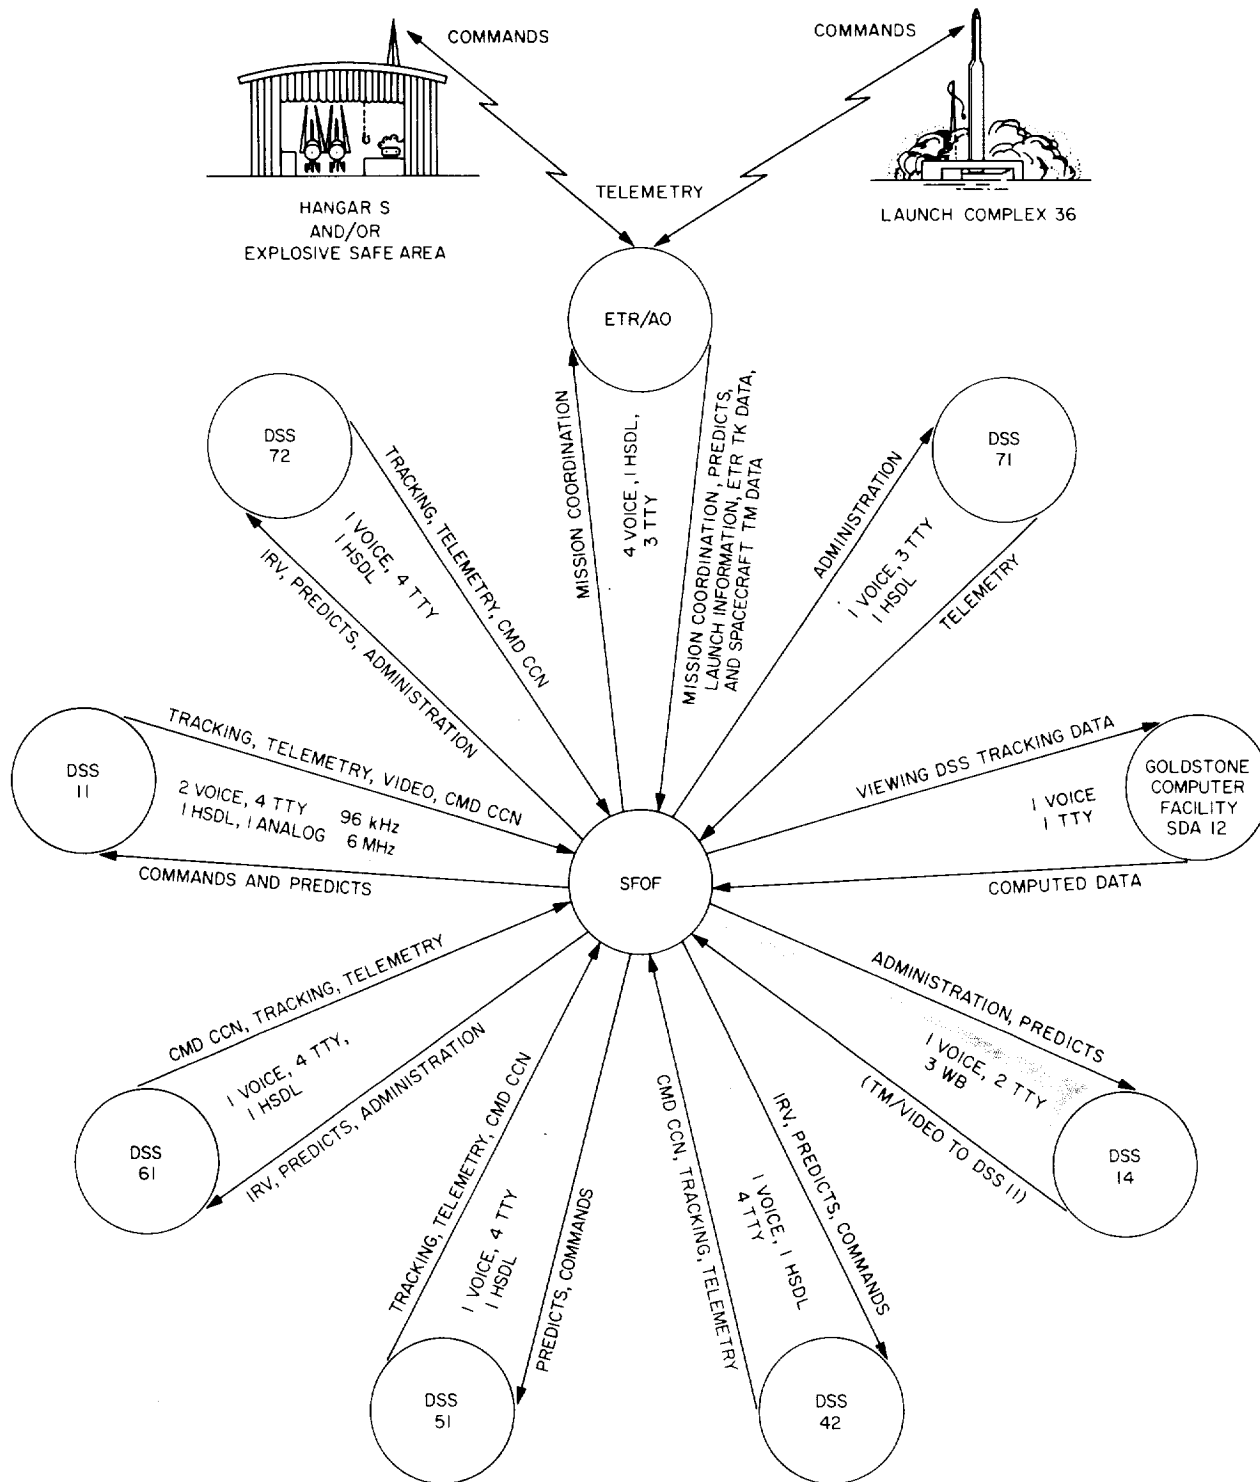 COMMANDS
COMMANDS
TELEMETRY
HANGAR S
AND/OR
EXPLOSIVE SAFE AREA
LAUNCH COMPLEX 36
ETR/AO
MISSION COORDINATION
4 VOICE, 1 HSDL,
3 TTY
MISSION COORDINATION, PREDICTS,
LAUNCH INFORMATION, ETR TK DATA,
AND SPACECRAFT TM DATA
DSS
72
TRACKING, TELEMETRY, CMD CCN
1 VOICE, 4 TTY
1 HSDL
IRV, PREDICTS, ADMINISTRATION
DSS
71
ADMINISTRATION
1 VOICE, 3 TTY
1 HSDL
TELEMETRY
DSS
11
TRACKING, TELEMETRY, VIDEO, CMD CCN
2 VOICE, 4 TTY 96 kHz
1 HSDL, 1 ANALOG 6 MHz
COMMANDS AND PREDICTS
VIEWING DSS TRACKING DATA
1 VOICE
1 TTY
GOLDSTONE
COMPUTER
FACILITY
SDA 12
COMPUTED DATA
SFOF
CMD CCN, TRACKING, TELEMETRY
1 VOICE, 4 TTY,
1 HSDL
IRV, PREDICTS, ADMINISTRATION
DSS
61
ADMINISTRATION, PREDICTS
1 VOICE, 2 TTY
3 WB
(TM/VIDEO TO DSS 11)
DSS
14
TRACKING, TELEMETRY, CMD CCN
1 VOICE, 4 TTY
1 HSDL
PREDICTS, COMMANDS
DSS
51
CMD CCN, TRACKING, TELEMETRY
1 VOICE, 1 HSDL
4 TTY
IRV, PREDICTS, COMMANDS
DSS
42